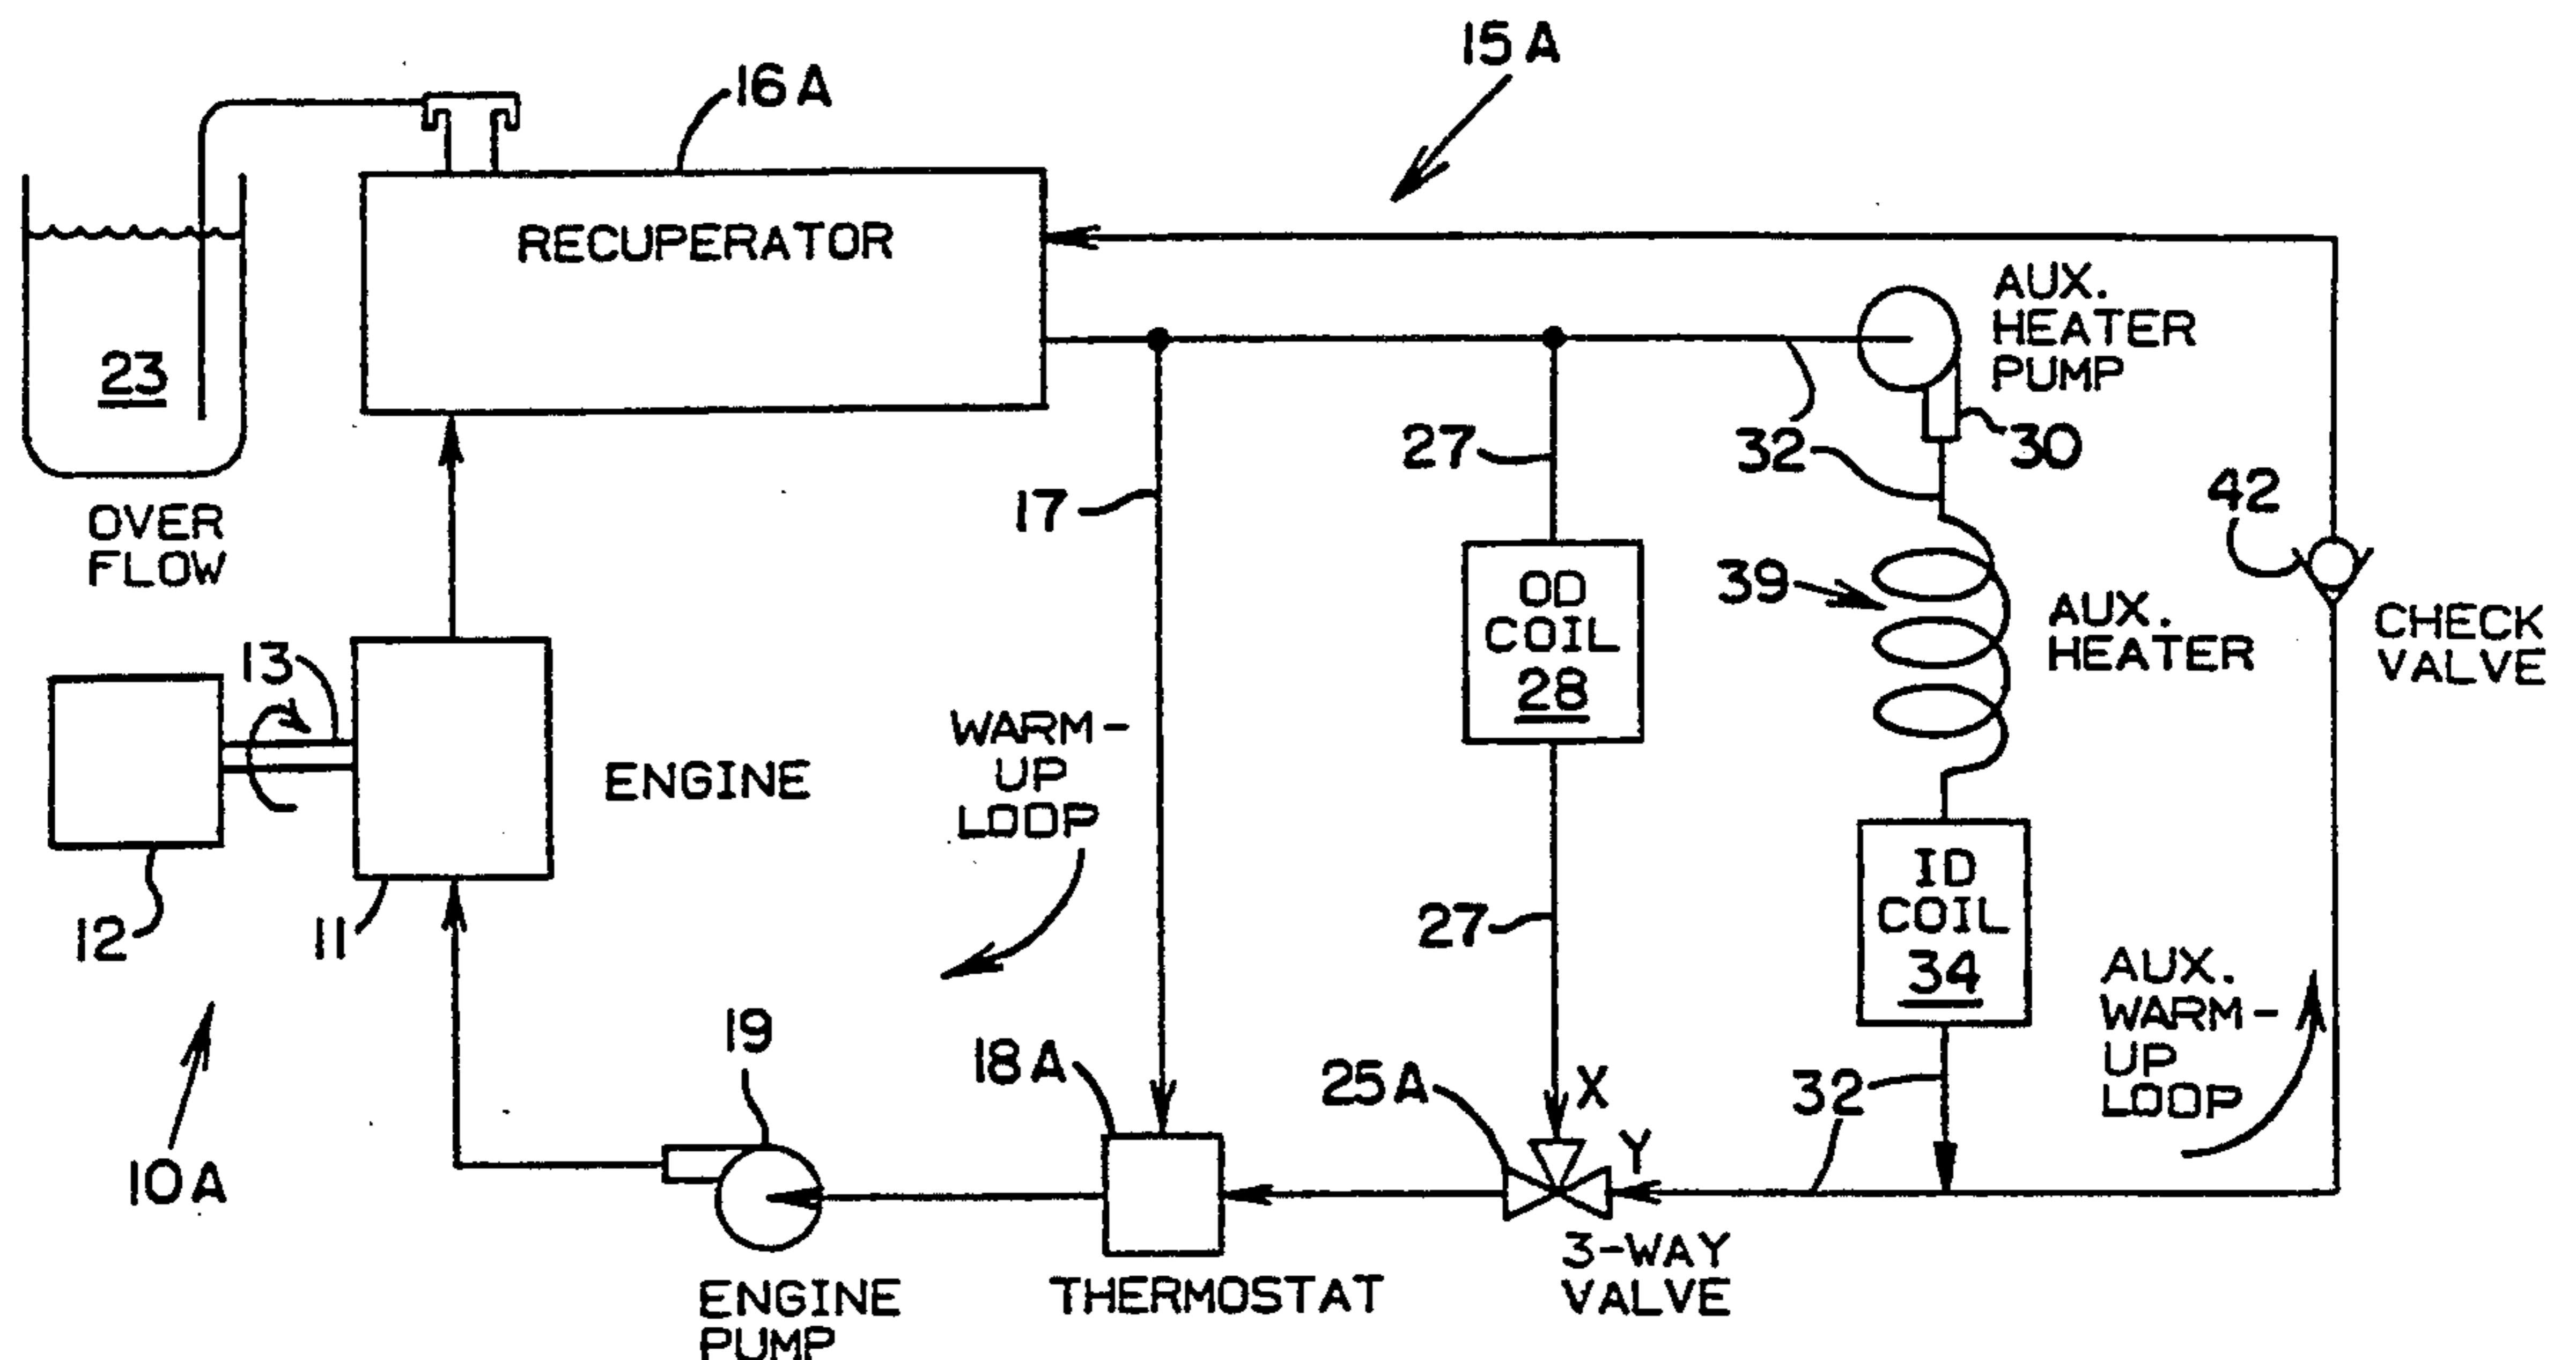 15A
16A
RECUPERATOR
AUX.
HEATER
PUMP
23
27
32
30
42
17
OVER
FLOW
OD
COIL
28
39
AUX.
HEATER
CHECK
VALVE
13
WARM-
UP
LOOP
ENGINE
ID
COIL
34
27
12
11
AUX.
WARM-
UP
LOOP
19
18A
25A
X
32
Y
10A
3-WAY
VALVE
THERMOSTAT
ENGINE
PUMP